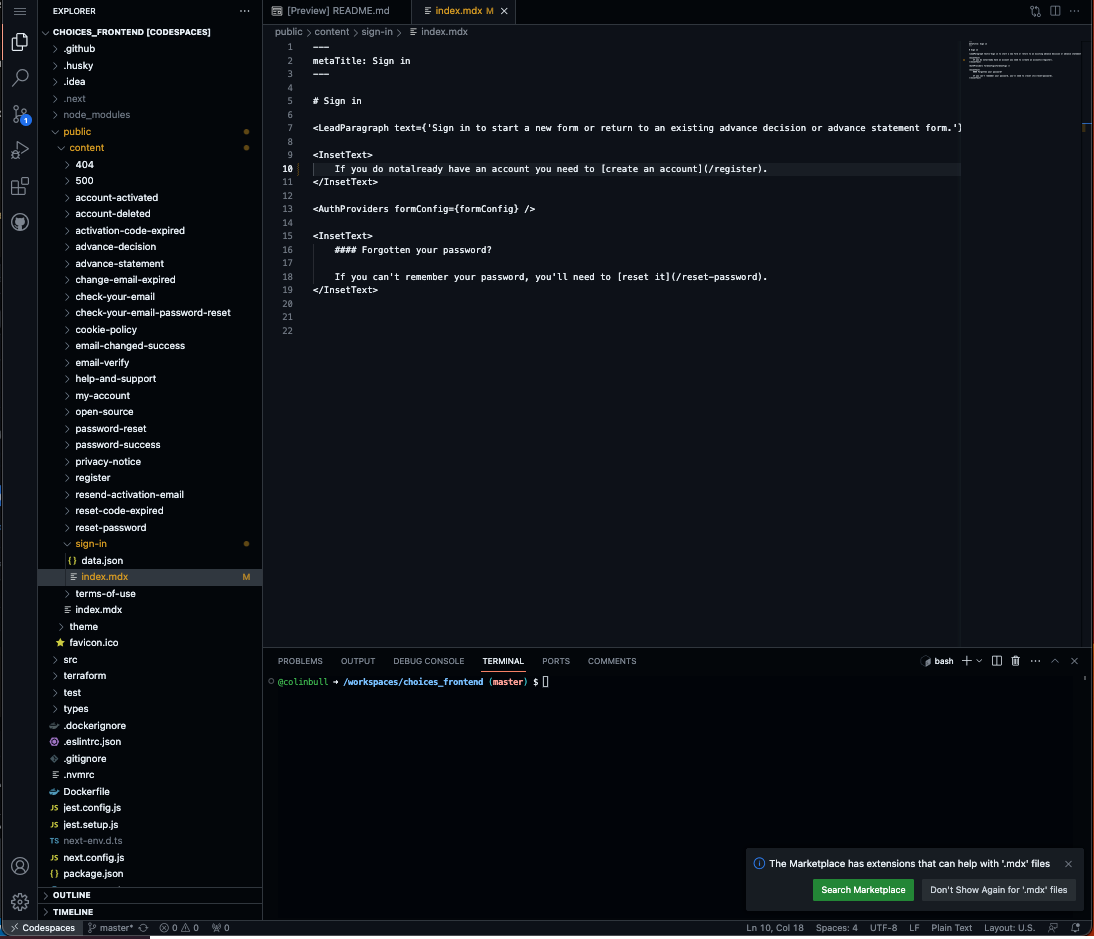 EXPLORER
CHOICES_FRONTEND [CODESPACES]
.github
.husky
.idea
.next
node_modules
public
content
404
500
account-activated
account-deleted
activation-code-expired
advance-decision
advance-statement
change-email-expired
check-your-email
check-your-email-password-reset
cookie-policy
email-changed-success
email-verify
help-and-support
my-account
open-source
password-reset
password-success
privacy-notice
register
resend-activation-email
reset-code-expired
reset-password
sign-in
{} data.json
index.mdx M
terms-of-use
index.mdx
theme
favicon.ico
src
terraform
test
types
.dockerignore
.eslintrc.json
.gitignore
.nvmrc
Dockerfile
JS jest.config.js
JS jest.setup.js
TS next-env.d.ts
JS next.config.js
{} package.json
OUTLINE
TIMELINE
1
[Preview] README.md
index.mdx M
public > content > sign-in > index.mdx
1 ---
2 metaTitle: Sign in
3 ---
4
5 # Sign in
6
7 <LeadParagraph text={'Sign in to start a new form or return to an existing advance decision or advance statement form.'}
8
9 <InsetText>
10 If you do notalready have an account you need to [create an account](/register).
11 </InsetText>
12
13 <AuthProviders formConfig={formConfig} />
14
15 <InsetText>
16 #### Forgotten your password?
17
18 If you can't remember your password, you'll need to [reset it](/reset-password).
19 </InsetText>
20
21
22
PROBLEMS OUTPUT DEBUG CONSOLE TERMINAL PORTS COMMENTS
bash
@colinbull ➜ /workspaces/choices_frontend (master) $
The Marketplace has extensions that can help with '.mdx' files
Search Marketplace
Don't Show Again for '.mdx' files
Codespaces master* 0 0 0
Ln 10, Col 18 Spaces: 4 UTF-8 LF Plain Text Layout: U.S.